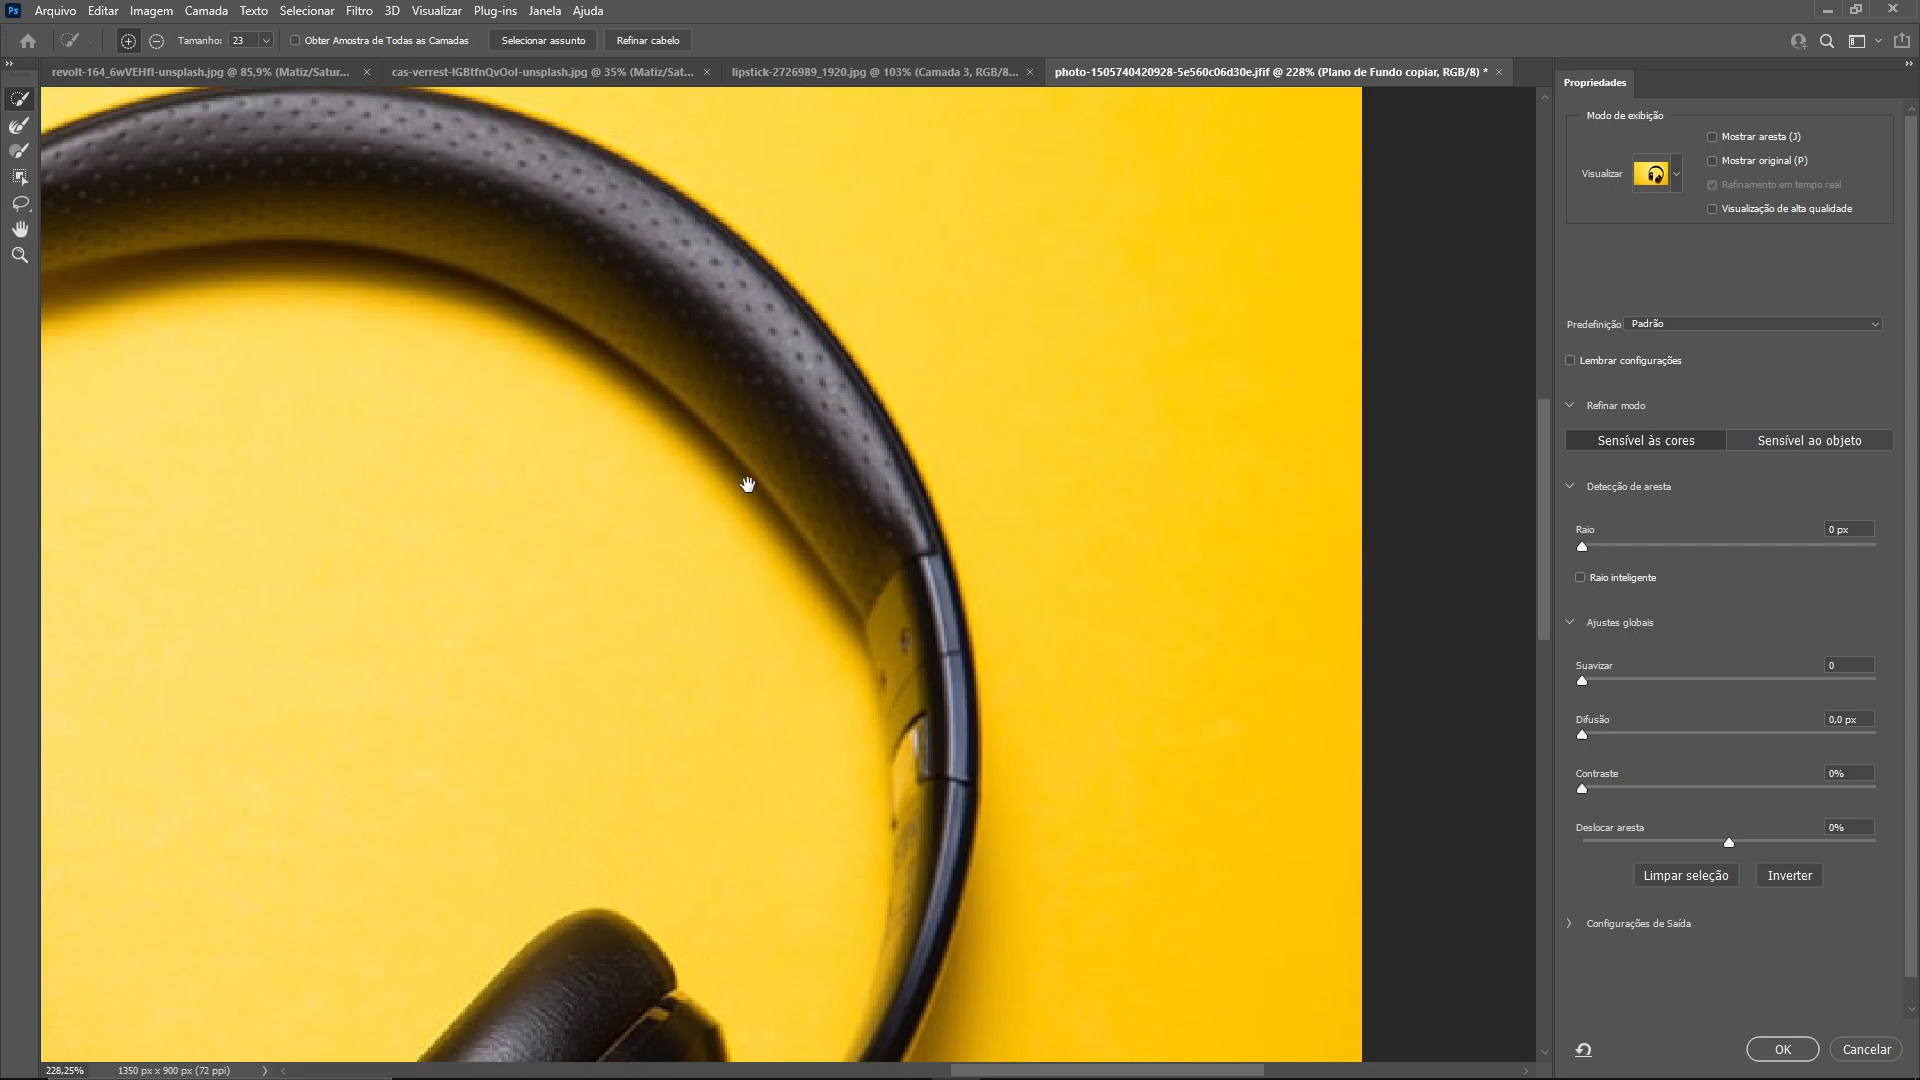 Ps Arquivo Editar Imagem Camada Texto Selecionar Filtro 3D Visualizar Plug-ins Janela Ajuda
Tamanho: 23 Obter Amostra de Todas as Camadas Selecionar assunto Refinar cabelo
revolt-164_6wVEHfI-unsplash.jpg @ 85,9% (Matiz/Satur... cas-verrest-IGBtfnQvOoI-unsplash.jpg @ 35% (Matiz/Sat... lipstick-2726989_1920.jpg @ 103% (Camada 3, RGB/8... photo-1505740420928-5e560c06d30e.jfif @ 228% (Plano de Fundo copiar, RGB/8) *
Propriedades
Modo de exibição
Mostrar aresta (J)
Mostrar original (P)
Visualizar
Refinamento em tempo real
Visualização de alta qualidade
Predefinição Padrão
Lembrar configurações
Refinar modo
Sensível às cores Sensível ao objeto
Detecção de aresta
Raio 0 px
Raio inteligente
Ajustes globais
Suavizar 0
Difusão 0,0 px
Contraste 0%
Deslocar aresta 0%
Limpar seleção Inverter
Configurações de Saída
OK Cancelar
228,25% 1350 px x 900 px (72 ppi)